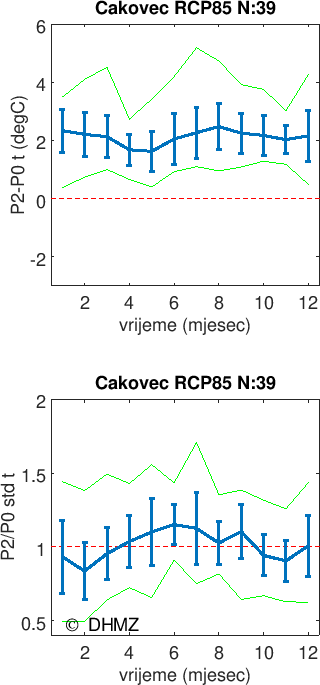 Cakovec RCP85 N:39
6
4
2
0
-2
P2-P0 t (degC)
2 4 6 8 10 12
vrijeme (mjesec)
Cakovec RCP85 N:39
2
1.5
1
0.5
P2/P0 std t
© DHMZ
2 4 6 8 10 12
vrijeme (mjesec)